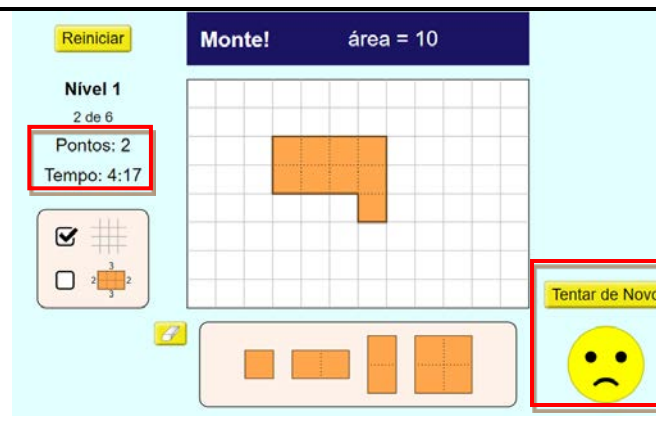 Reiniciar
Monte! área = 10
Nível 1
2 de 6
Pontos: 2
Tempo: 4:17
3
2 2
3
Tentar de Novo